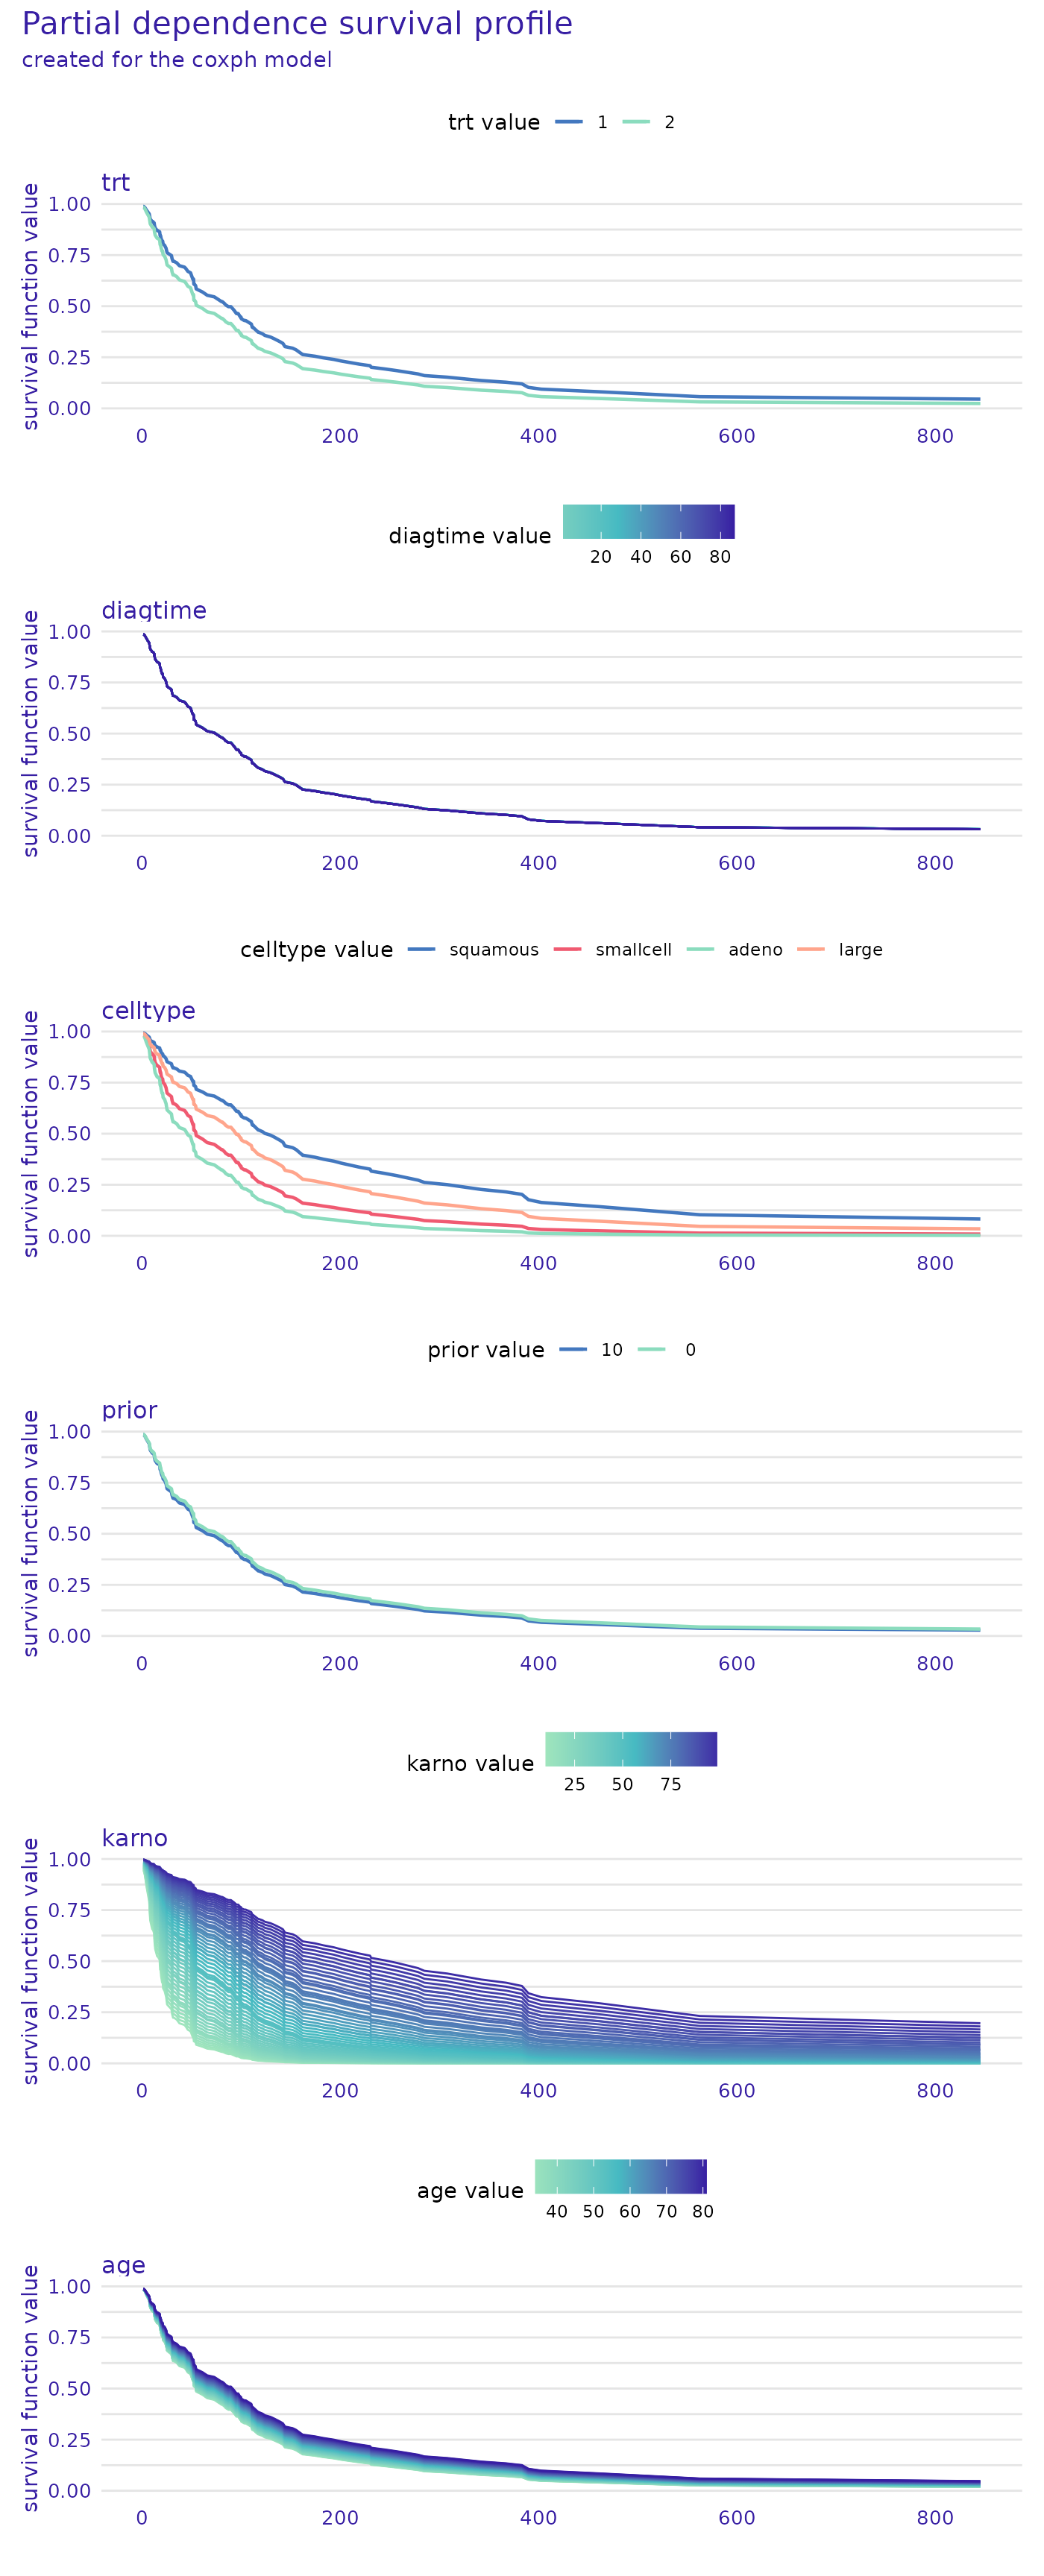 Partial dependence survival profile
created for the coxph model
trt value 1 2
trt
survival function value
1.00
0.75
0.50
0.25
0.00
0 200 400 600 800
diagtime value
20 40 60 80
diagtime
survival function value
1.00
0.75
0.50
0.25
0.00
0 200 400 600 800
celltype value squamous smallcell adeno large
celltype
survival function value
1.00
0.75
0.50
0.25
0.00
0 200 400 600 800
prior value 10 0
prior
survival function value
1.00
0.75
0.50
0.25
0.00
0 200 400 600 800
karno value
25 50 75
karno
survival function value
1.00
0.75
0.50
0.25
0.00
0 200 400 600 800
age value
40 50 60 70 80
age
survival function value
1.00
0.75
0.50
0.25
0.00
0 200 400 600 800